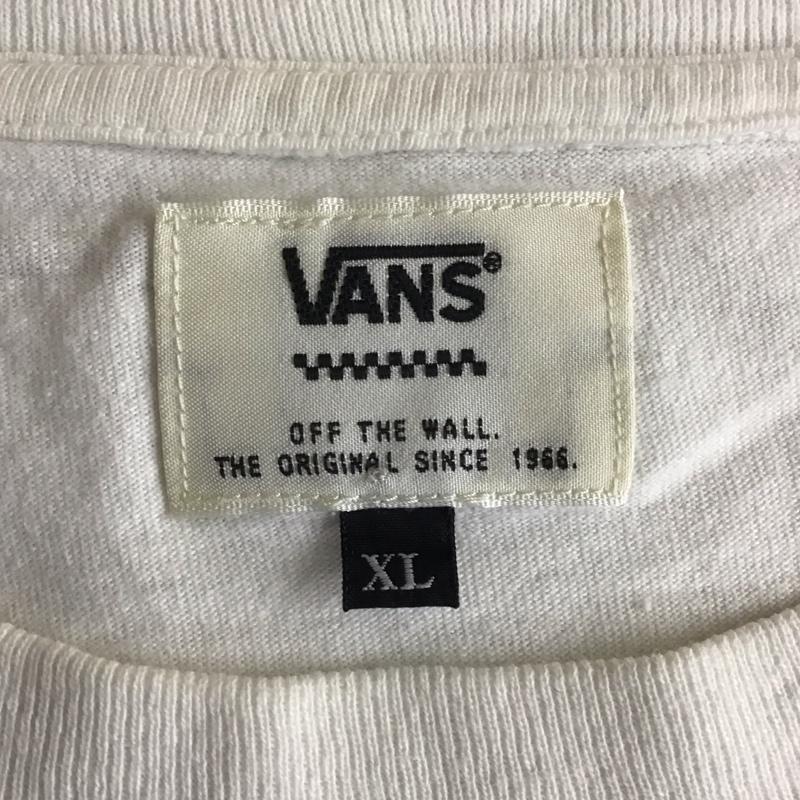 VANS®
OFF THE WALL.
THE ORIGINAL SINCE 1966.
XL